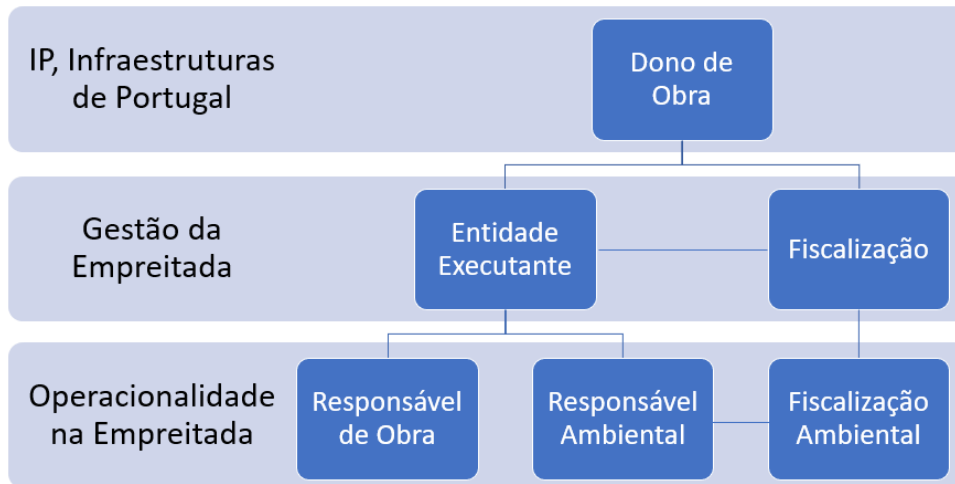 IP, Infraestruturas
de Portugal
Dono de
Obra
Gestão da
Empreitada
Entidade
Executante
Fiscalização
Operacionalidade
na Empreitada
Responsável
de Obra
Responsável
Ambiental
Fiscalização
Ambiental